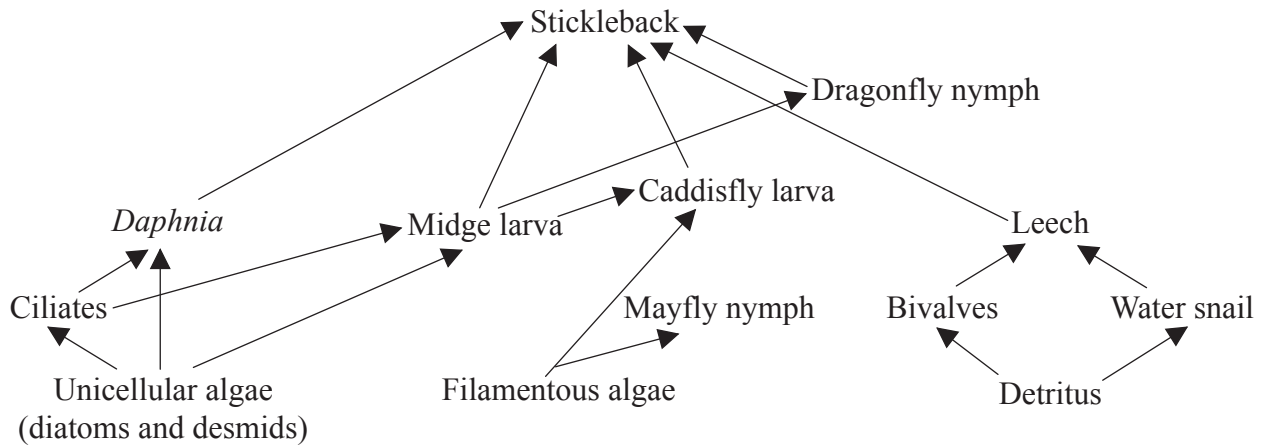 Stickleback
Dragonfly nymph
Caddisfly larva
Daphnia
Midge larva
Leech
Ciliates
Mayfly nymph
Bivalves
Water snail
Unicellular algae
(diatoms and desmids)
Filamentous algae
Detritus